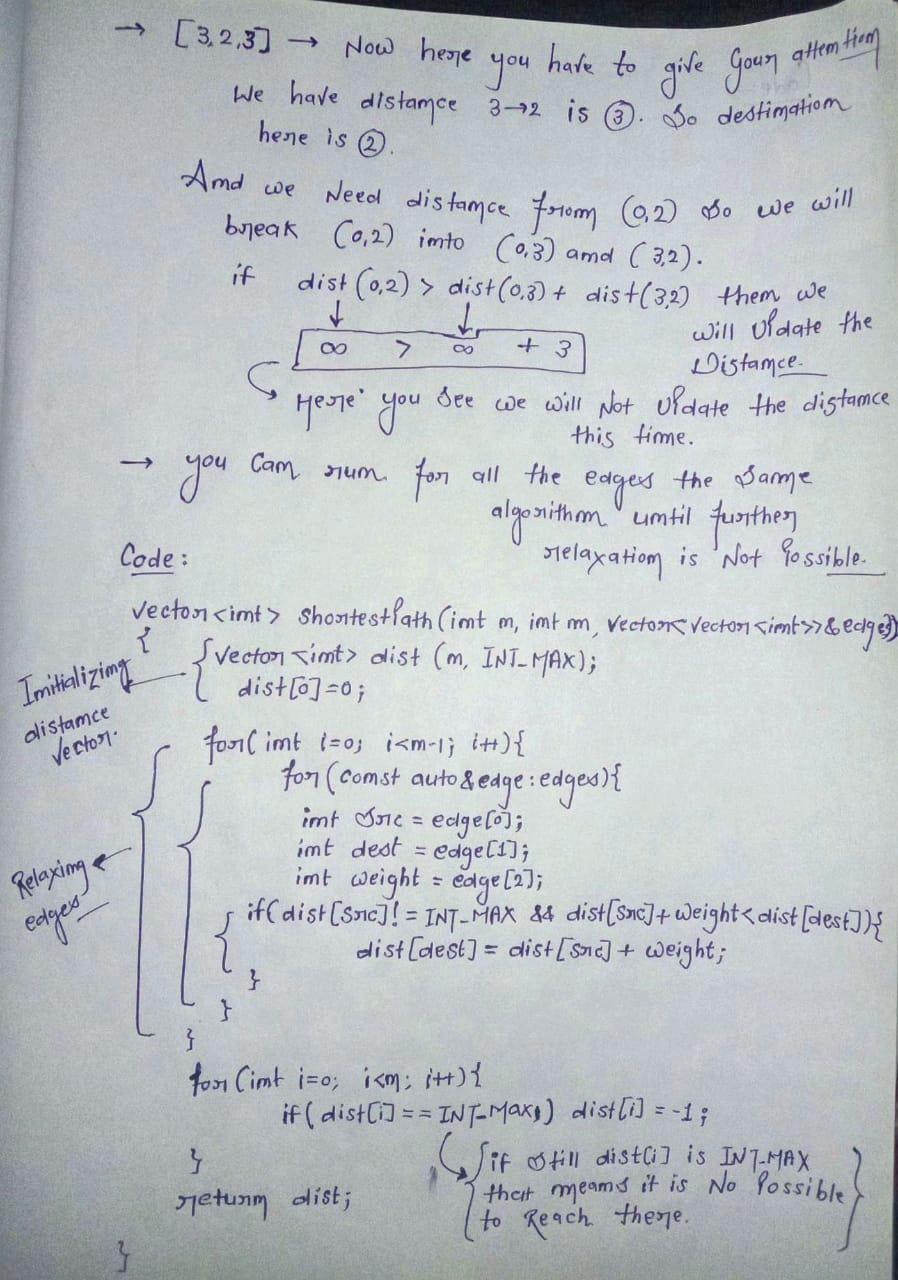 → [3,2,3] → Now here you have to give your attention
We have distance 3→2 is ③. So destination
here is ②.
And we Need distance from (0,2) so we will
break (0,2) into (0,3) and (3,2).
if dist(0,2) > dist(0,3) + dist(3,2) then we
will Update the
Distance.
∞ > ∞ + 3
Here you see we will Not Update the distance
this time.
→ you can run for all the edges the same
algorithm until further
relaxation is Not Possible.
Code:
vector<int> ShortestPath(int n, int m, vector<vector<int>>&edges)
{
Initializing distance vector.
vector<int> dist (n, INT_MAX);
dist[0]=0;
for(int i=0; i<n-1; i++){
for(const auto&edge:edges){
int Src = edge[0];
int dest = edge[1];
int weight = edge[2];
Relaxing edges
if(dist[Src]!=INT_MAX && dist[Src]+weight<dist[dest]){
dist[dest] = dist[Src] + weight;
}
}
}
for(int i=0; i<n; i++){
if(dist[i]==INT_MAX) dist[i]=-1;
}
if still dist[i] is INT_MAX
that means it is No Possible
to Reach there.
return dist;
}